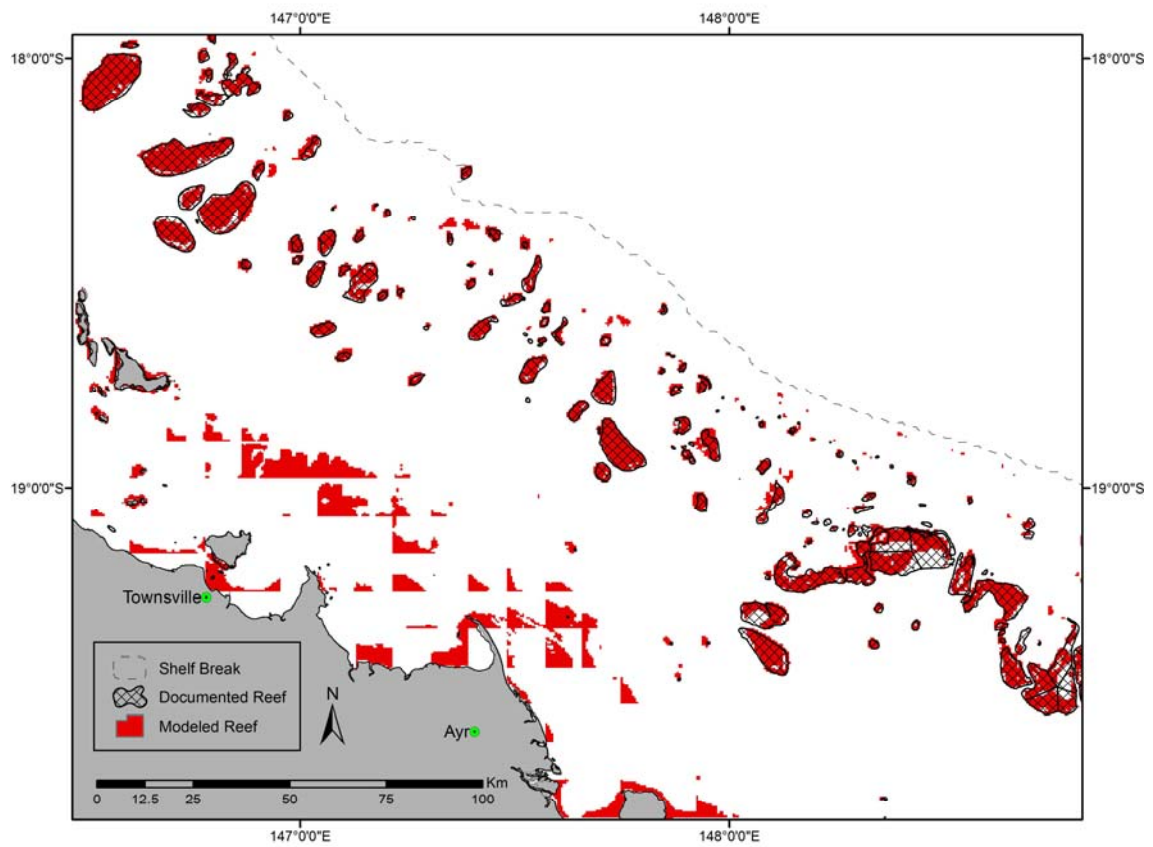 147°0'0"E 148°0'0"E
18°0'0"S 18°0'0"S
19°0'0"S 19°0'0"S
Townsville
Shelf Break
Documented Reef
Modeled Reef
N
Ayr
Km
0 12.5 25 50 75 100
147°0'0"E 148°0'0"E